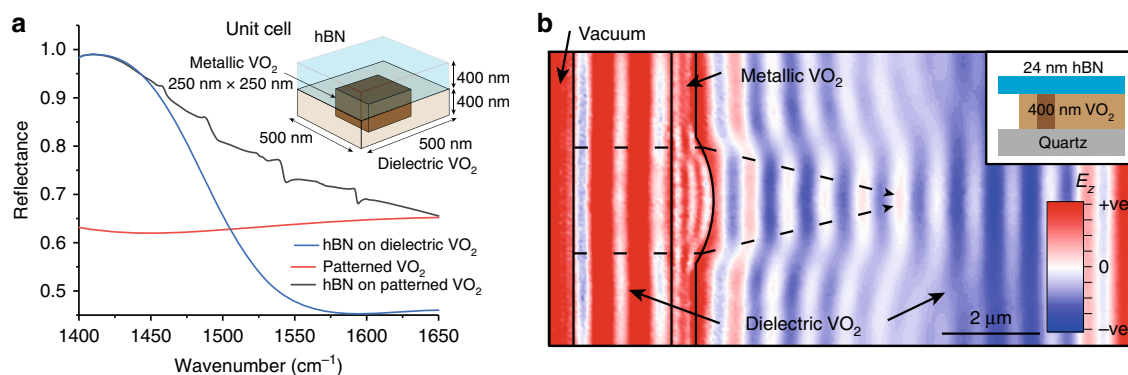 a
Unit cell
hBN
Metallic VO₂
250 nm × 250 nm
400 nm
400 nm
500 nm
500 nm
Dielectric VO₂
1.0
0.9
0.8
0.7
0.6
0.5
Reflectance
hBN on dielectric VO₂
Patterned VO₂
hBN on patterned VO₂
1400
1450
1500
1550
1600
1650
Wavenumber (cm⁻¹)
b
Vacuum
Metallic VO₂
24 nm hBN
400 nm VO₂
Quartz
E_z
+ve
0
–ve
Dielectric VO₂
2 μm